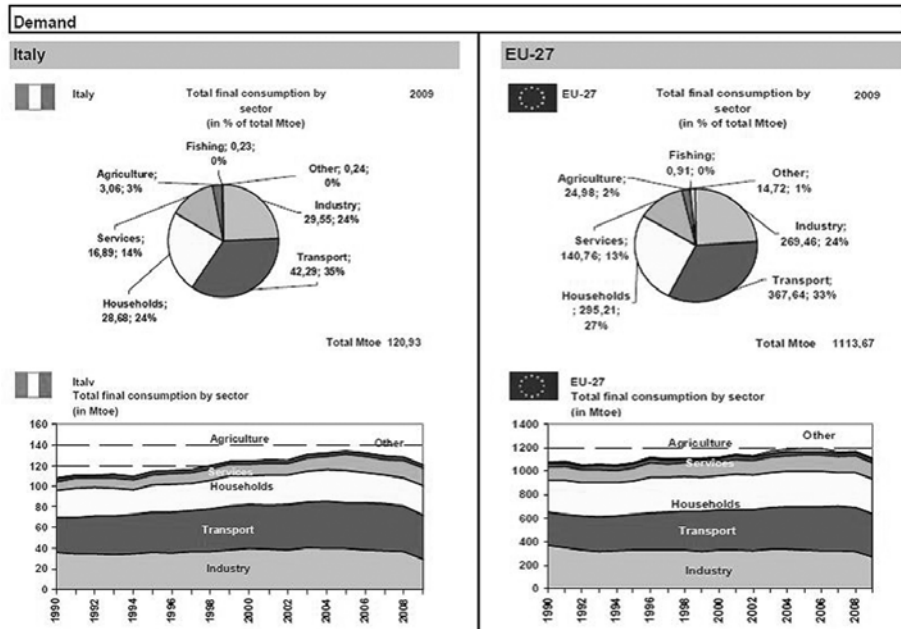 Demand
Italy
Italy
Total final consumption by
sector
(in % of total Mtoe)
2009
Fishing; 0,23;
0%
Other; 0,24;
0%
Agriculture;
3,06; 3%
Industry;
29,55; 24%
Services;
16,89; 14%
Transport;
42,29; 35%
Households;
28,68; 24%
Total Mtoe 120,93
Italy
Total final consumption by sector
(in Mtoe)
160
140
120
100
80
60
40
20
0
Agriculture
Other
Services
Households
Transport
Industry
1990
1992
1994
1996
1998
2000
2002
2004
2006
2008
EU-27
EU-27
Total final consumption by
sector
(in % of total Mtoe)
2009
Fishing;
0,91; 0%
Other;
14,72; 1%
Agriculture;
24,98; 2%
Industry;
269,46; 24%
Services;
140,76; 13%
Transport;
367,64; 33%
Households
; 295,21;
27%
Total Mtoe 1113,67
EU-27
Total final consumption by sector
(in Mtoe)
1400
1200
1000
800
600
400
200
0
Agriculture
Other
Services
Households
Transport
Industry
1990
1992
1994
1996
1998
2000
2002
2004
2006
2008